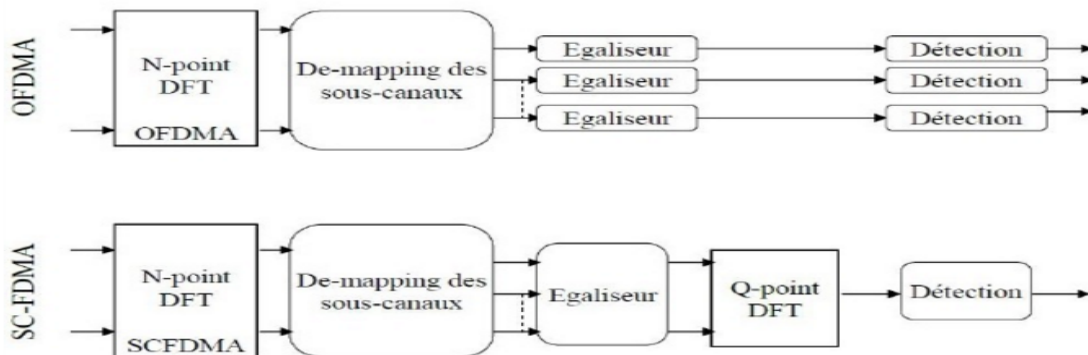 OFDMA
N-point
DFT
OFDMA
De-mapping des
sous-canaux
Egaliseur
Détection
Egaliseur
Détection
Egaliseur
Détection
SC-FDMA
N-point
DFT
SCFDMA
De-mapping des
sous-canaux
Egaliseur
Q-point
DFT
Détection